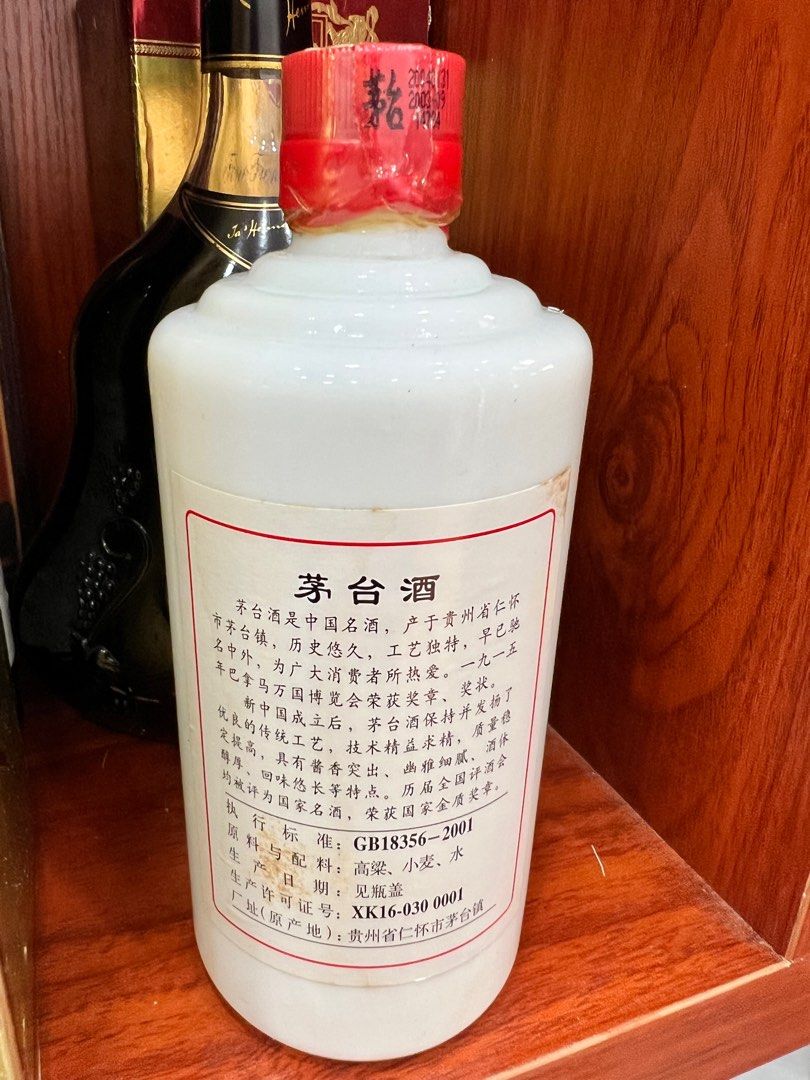 茅台
茅台酒
茅台酒是中国名酒，产于贵州省仁怀
市茅台镇，历史悠久，工艺独特，早已驰
名中外，为广大消费者所热爱。一九一五
年巴拿马万国博览会荣获奖章、奖状。
新中国成立后，茅台酒保持并发扬了
优良的传统工艺，技术精益求精，质量稳
定提高，具有酱香突出、幽雅细腻、酒体
醇厚、回味悠长等特点。历届全国评酒会
均被评为国家名酒，荣获国家金质奖章。
执行标准：GB18356-2001
原料与配料：高粱、小麦、水
生产日期：见瓶盖
生产许可证号：XK16-030 0001
厂址(原产地)：贵州省仁怀市茅台镇